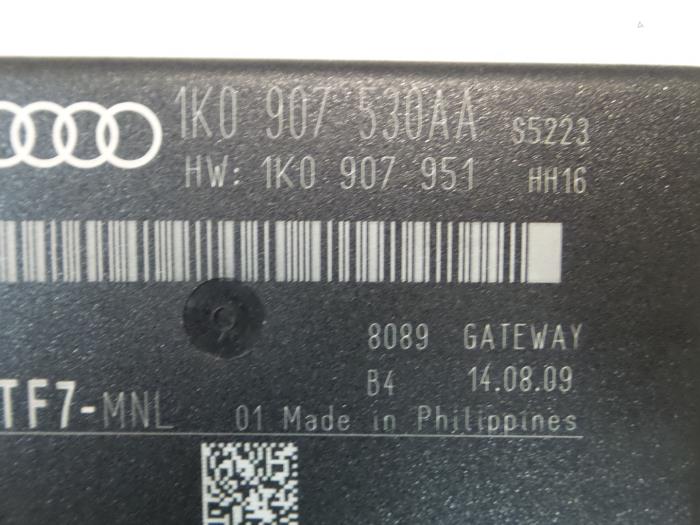 1K0 907 530AA S5223
HW: 1K0 907 951 HH16
8089 GATEWAY
B4 14.08.09
TF7-MNL 01 Made in Philippines